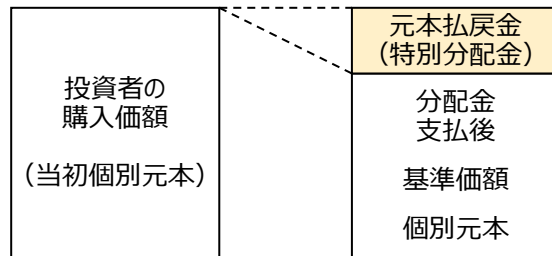 投資者の
購入価額
（当初個別元本）
元本払戻金
（特別分配金）
分配金
支払後
基準価額
個別元本